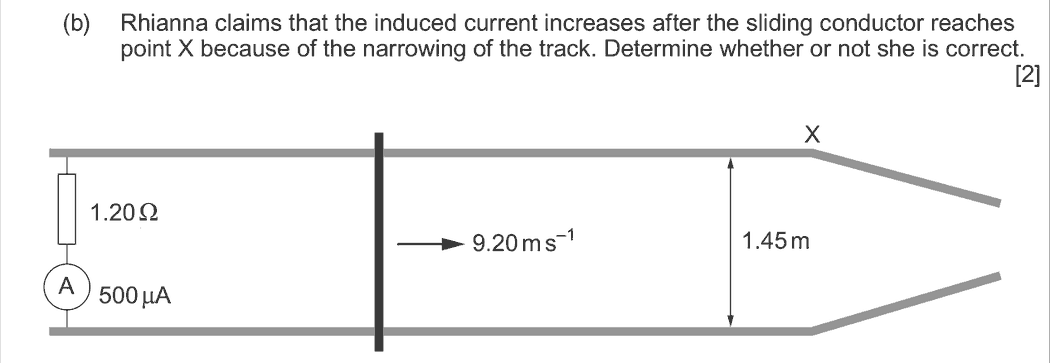 (b) Rhianna claims that the induced current increases after the sliding conductor reaches
point X because of the narrowing of the track. Determine whether or not she is correct.
[2]
X
1.20 Ω
9.20 m s⁻¹
1.45 m
A
500 μA